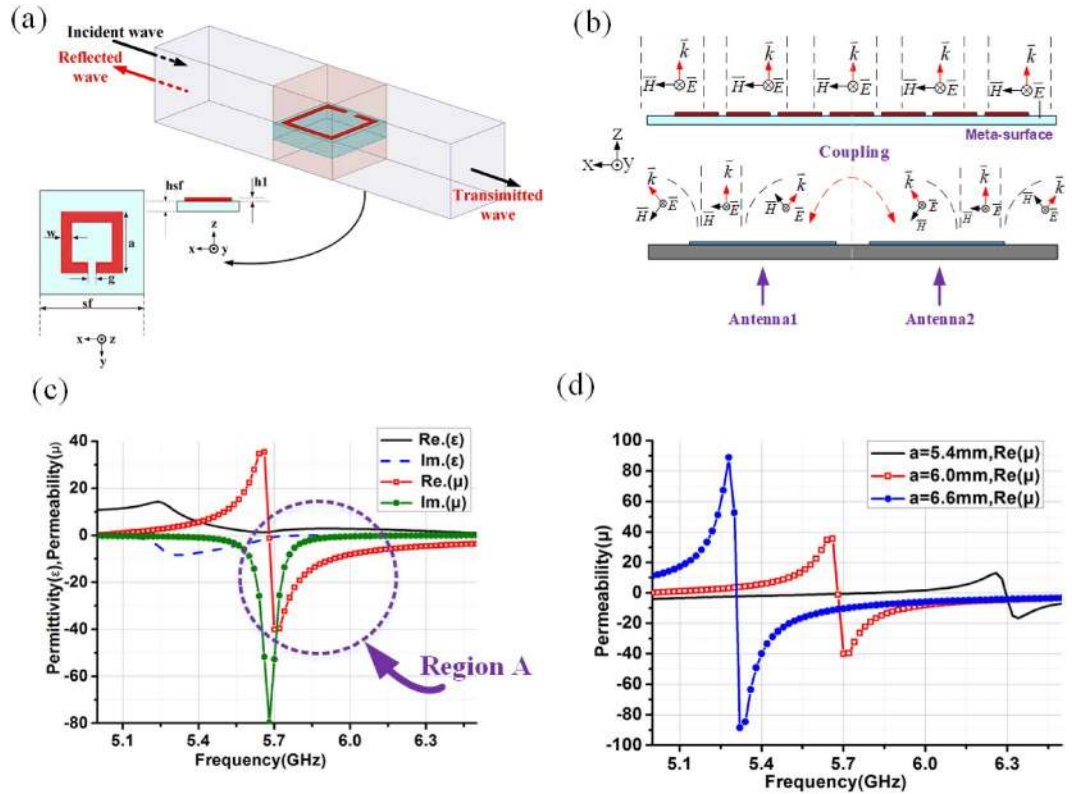 (a)
Incident wave
Reflected
wave
Transimitted
wave
hsf
h1
z
x
y
w
a
g
sf
x
z
y
(b)
k̄ k̄ k̄ k̄ k̄
H̄ Ē H̄ Ē H̄ Ē H̄ Ē H̄ Ē
Meta-surface
z
x
y
Coupling
k̄ k̄ k̄ k̄ k̄ k̄
H̄ Ē H̄ Ē H̄ Ē H̄ Ē H̄ Ē H̄ Ē
Antenna1
Antenna2
(c)
Permittivity(ε),Permeability(μ)
40
20
0
-20
-40
-60
-80
Re.(ε)
Im.(ε)
Re.(μ)
Im.(μ)
Region A
5.1 5.4 5.7 6.0 6.3
Frequency(GHz)
(d)
Permeability(μ)
100
80
60
40
20
0
-20
-40
-60
-80
-100
a=5.4mm,Re(μ)
a=6.0mm,Re(μ)
a=6.6mm,Re(μ)
5.1 5.4 5.7 6.0 6.3
Frequency(GHz)